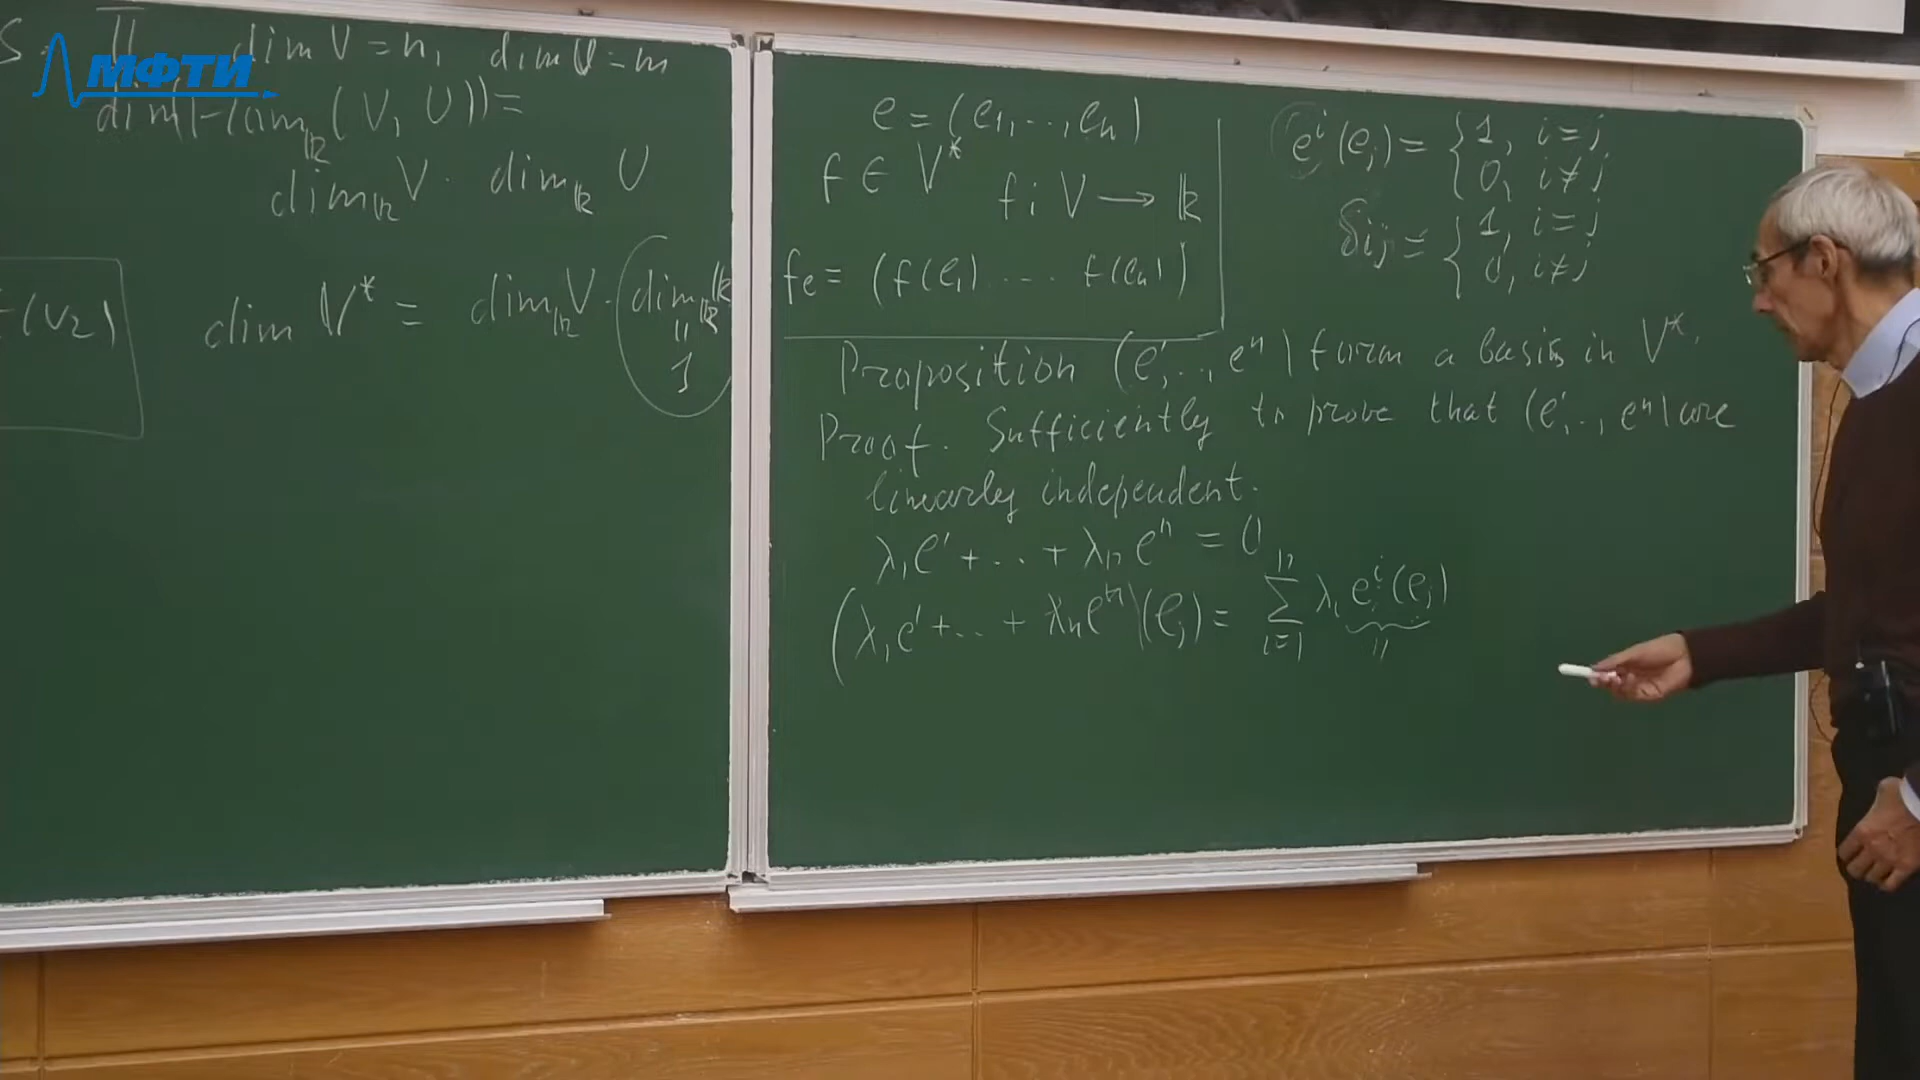 МФТИ
dim V = n, dim U = m
dim(Hom_𝕜(V, U)) =
dim_𝕜 V · dim_𝕜 U
(v₂)
dim V* = dim_𝕜 V · dim_𝕜 𝕜
"
1
e = (e₁, ..., eₙ)
f ∈ V* f : V → 𝕜
fₑ = (f(e₁) ... f(eₙ))
eⁱ(eⱼ) = { 1, i = j
0, i ≠ j
δij = { 1, i = j
0, i ≠ j
Proposition (e¹, .., eⁿ) form a basis in V*.
Proof. Sufficiently to prove that (e¹, .., eⁿ) are
linearly independent.
λ₁e¹ + ... + λₙeⁿ = 0
(λ₁e¹ + ... + λₙeⁿ)(eⱼ) = ∑ⁿᵢ₌₁ λᵢ eⁱ(eⱼ)
"